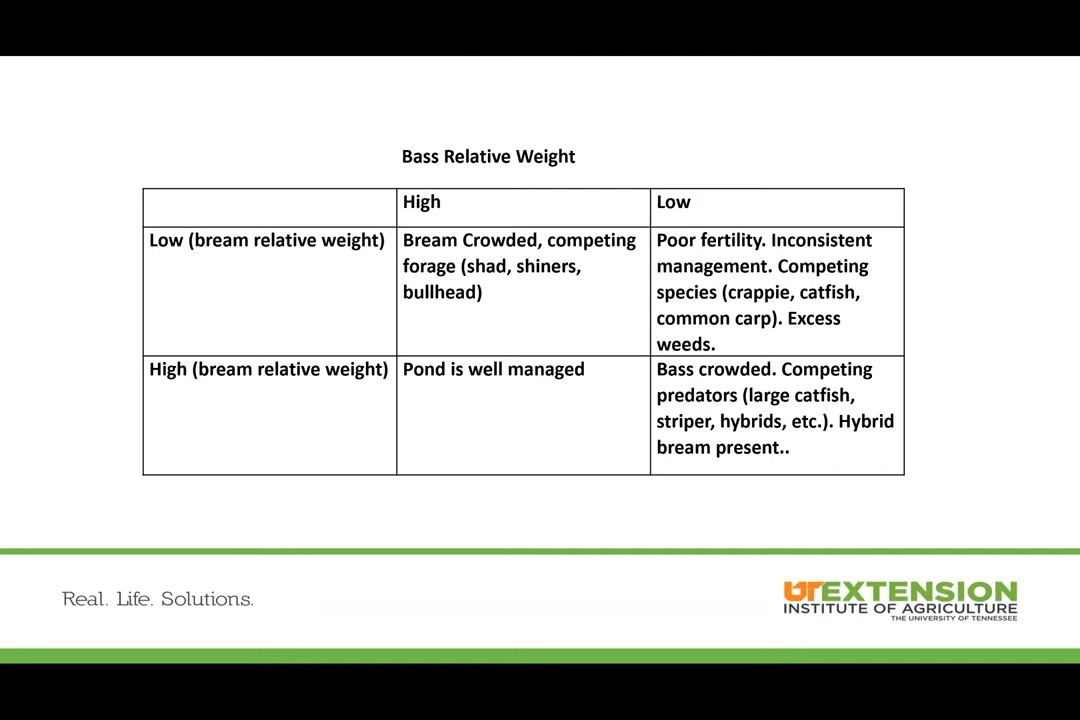 Bass Relative Weight
High
Low
Low (bream relative weight)
Bream Crowded, competing
forage (shad, shiners,
bullhead)
Poor fertility. Inconsistent
management. Competing
species (crappie, catfish,
common carp). Excess
weeds.
High (bream relative weight)
Pond is well managed
Bass crowded. Competing
predators (large catfish,
striper, hybrids, etc.). Hybrid
bream present..
Real. Life. Solutions.
UT EXTENSION
INSTITUTE OF AGRICULTURE
THE UNIVERSITY OF TENNESSEE